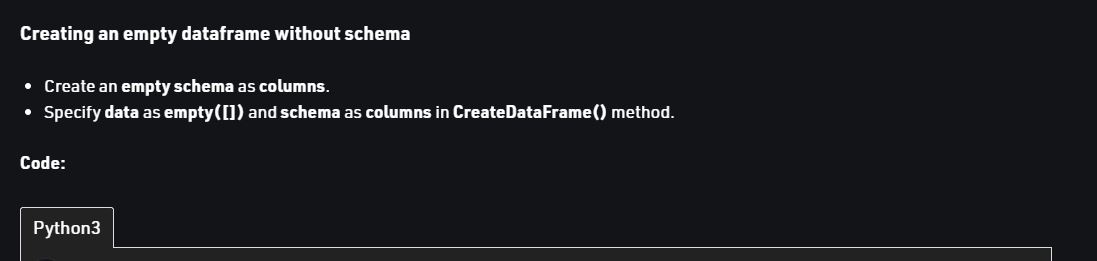 Creating an empty dataframe without schema
• Create an empty schema as columns.
• Specify data as empty([]) and schema as columns in CreateDataFrame() method.
Code:
Python3